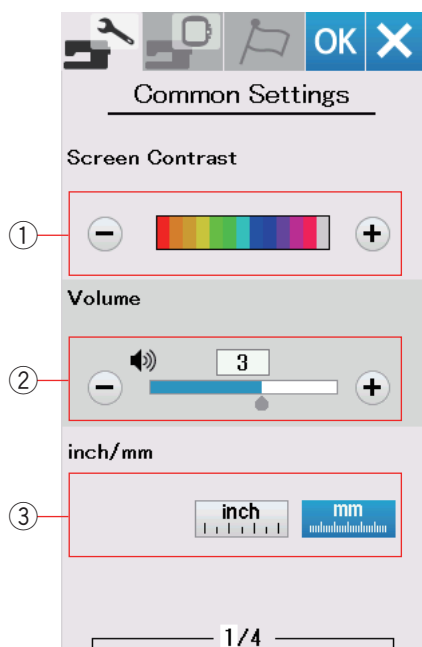 OK
Common Settings
Screen Contrast
1
− +
Volume
2
3
− +
inch/mm
3
inch mm
1/4